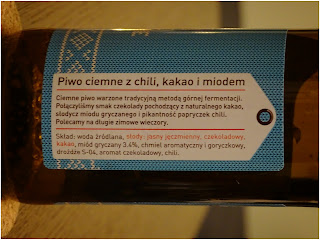 Piwo ciemne z chili, kakao i miodem
Ciemne piwo warzone tradycyjną metodą górnej fermentacji.
Połączyliśmy smak czekolady pochodzący z naturalnego kakao,
słodycz miodu gryczanego i pikantność papryczek chili.
Polecamy na długie zimowe wieczory.
Skład: woda źródlana, słody: jasny jęczmienny, czekoladowy,
kakao, miód gryczany 3.4%, chmiel aromatyczny i goryczkowy,
drożdże S-04, aromat czekoladowy, chili.